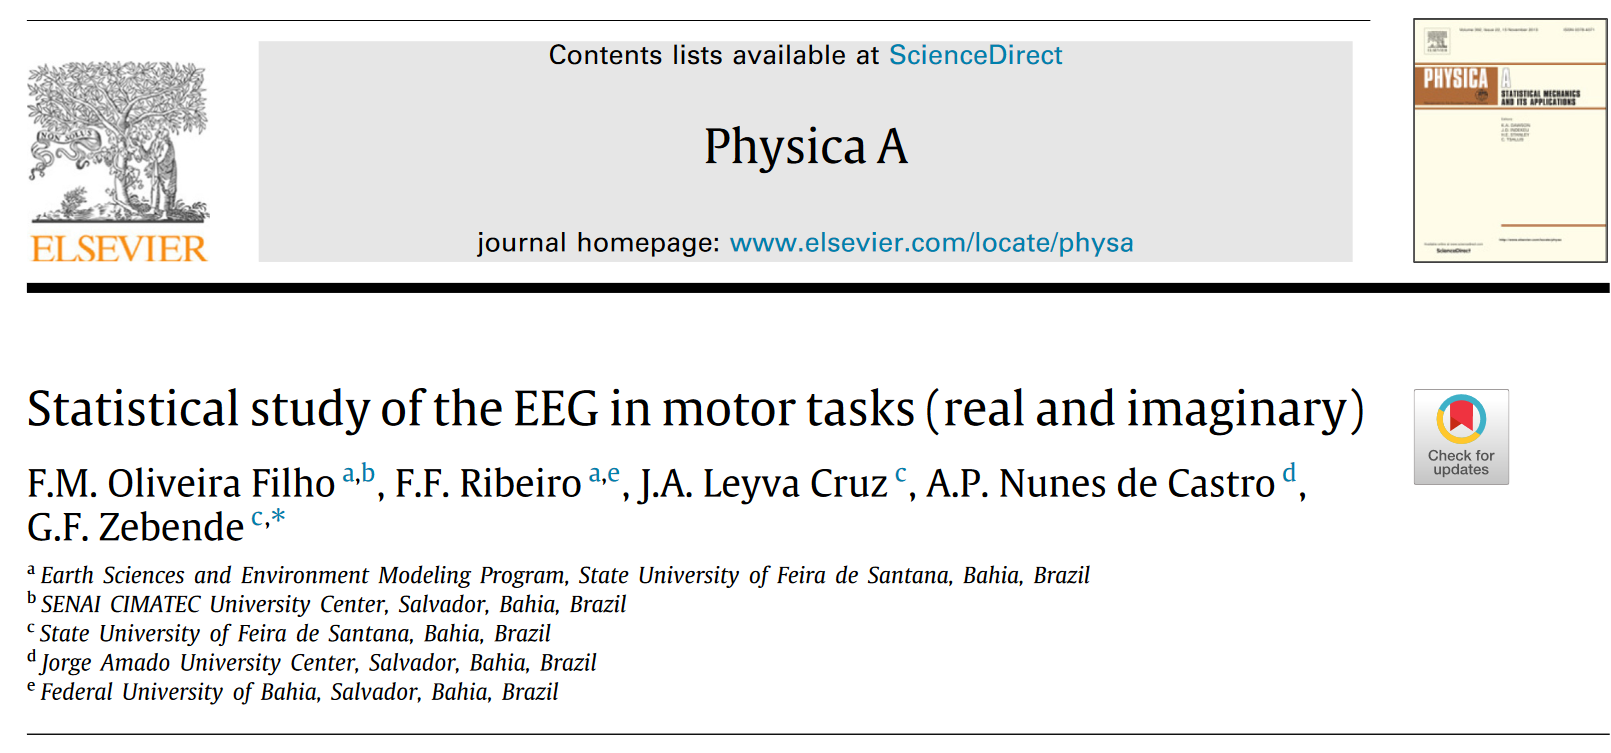 Contents lists available at ScienceDirect
Physica A
journal homepage: www.elsevier.com/locate/physa
NON SOLUS
ELSEVIER
PHYSICA A
STATISTICAL MECHANICS
AND ITS APPLICATIONS
ScienceDirect
Statistical study of the EEG in motor tasks (real and imaginary)
Check for
updates
F.M. Oliveira Filho a,b, F.F. Ribeiro a,e, J.A. Leyva Cruz c, A.P. Nunes de Castro d,
G.F. Zebende c,*
a Earth Sciences and Environment Modeling Program, State University of Feira de Santana, Bahia, Brazil
b SENAI CIMATEC University Center, Salvador, Bahia, Brazil
c State University of Feira de Santana, Bahia, Brazil
d Jorge Amado University Center, Salvador, Bahia, Brazil
e Federal University of Bahia, Salvador, Bahia, Brazil